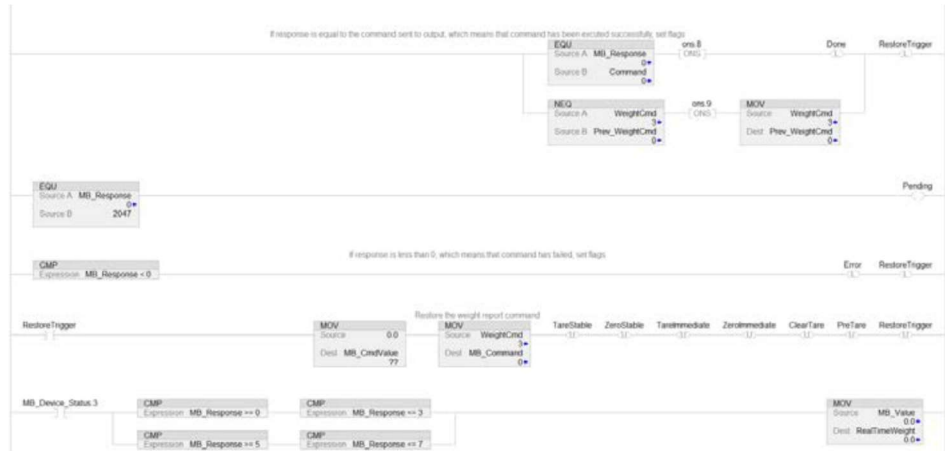 If response is equal to the command sent to output, which means that command has been excuted successfully, set flags
EQU
Source A MB_Response
0
Source B Command
0
ons.8
ONS
Done
L
RestoreTrigger
L
NEQ
Source A WeightCmd
3
Source B Prev_WeightCmd
0
ons.9
ONS
MOV
Source WeightCmd
3
Dest Prev_WeightCmd
0
EQU
Source A MB_Response
0
Source B 2047
Pending
If response is less than 0, which means that command has failed, set flags
CMP
Expression MB_Response < 0
Error
L
RestoreTrigger
L
Restore the weight report command
RestoreTrigger
MOV
Source 0.0
Dest MB_CmdValue
??
MOV
Source WeightCmd
3
Dest MB_Command
0
TareStable
U
ZeroStable
U
TareImmediate
U
ZeroImmediate
U
ClearTare
U
PreTare
U
RestoreTrigger
U
MB_Device_Status.3
CMP
Expression MB_Response >= 0
CMP
Expression MB_Response <= 3
CMP
Expression MB_Response >= 5
CMP
Expression MB_Response <= 7
MOV
Source MB_Value
0.0
Dest RealTimeWeight
0.0